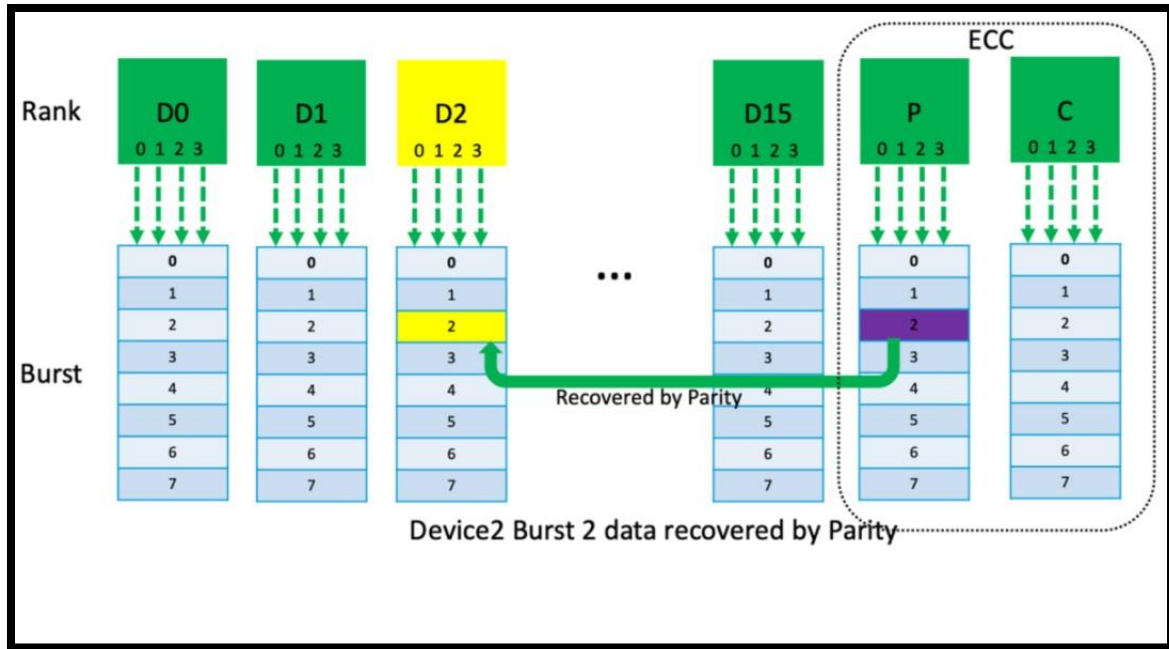 ECC
Rank
D0 D1 D2 D15 P C
0 1 2 3 0 1 2 3 0 1 2 3 0 1 2 3 0 1 2 3 0 1 2 3
...
Burst
0 0 0 0 0 0
1 1 1 1 1 1
2 2 2 2 2 2
3 3 3 3 3 3
4 4 4 4 4 4
5 5 5 5 5 5
6 6 6 6 6 6
7 7 7 7 7 7
Recovered by Parity
Device2 Burst 2 data recovered by Parity